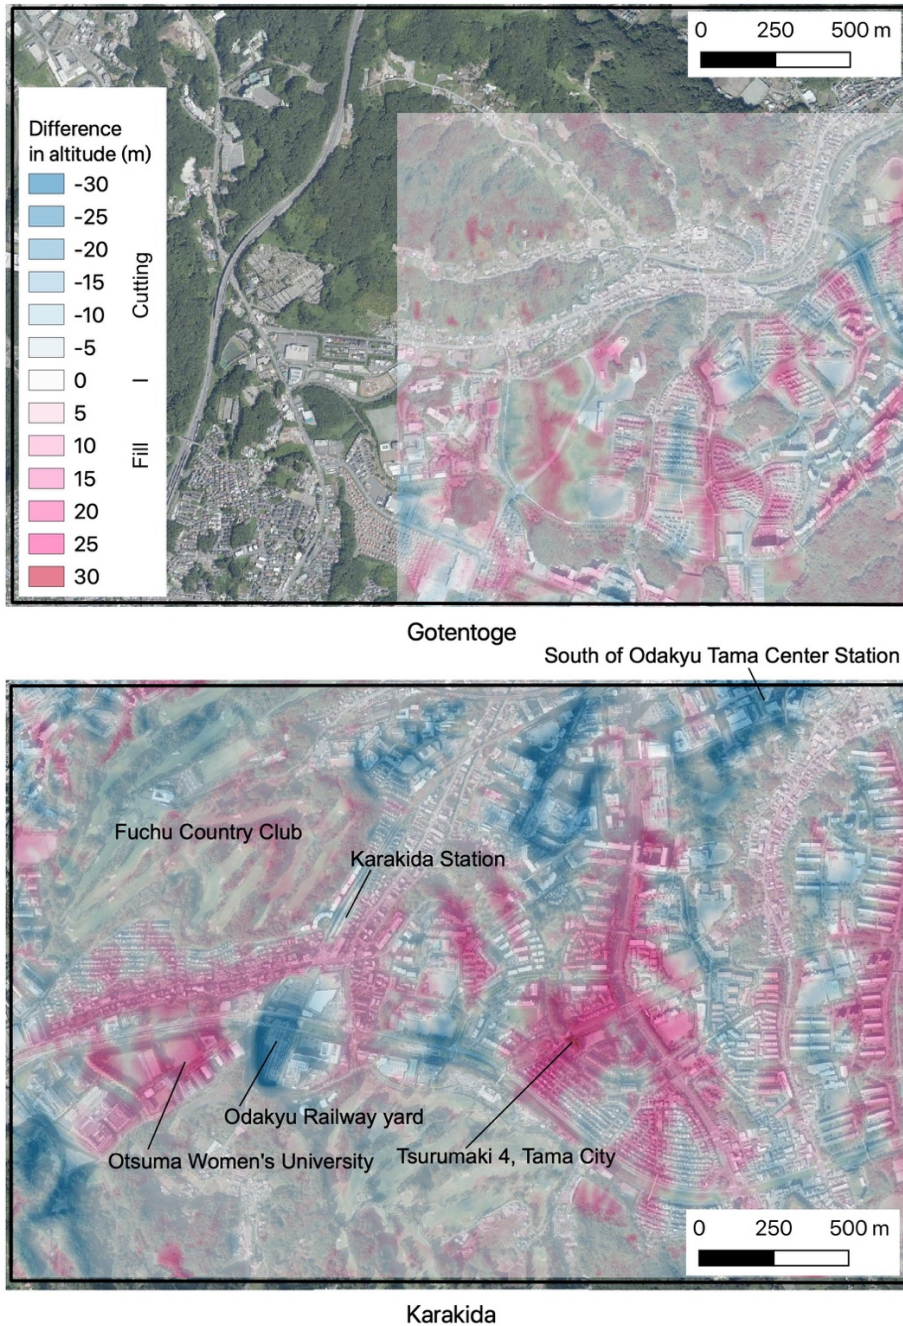 0 250 500 m
Difference
in altitude (m)
-30
-25
-20
-15
-10
-5
0
5
10
15
20
25
30
Cutting
|
Fill
Gotentoge
South of Odakyu Tama Center Station
Fuchu Country Club
Karakida Station
Odakyu Railway yard
Otsuma Women's University
Tsurumaki 4, Tama City
0 250 500 m
Karakida